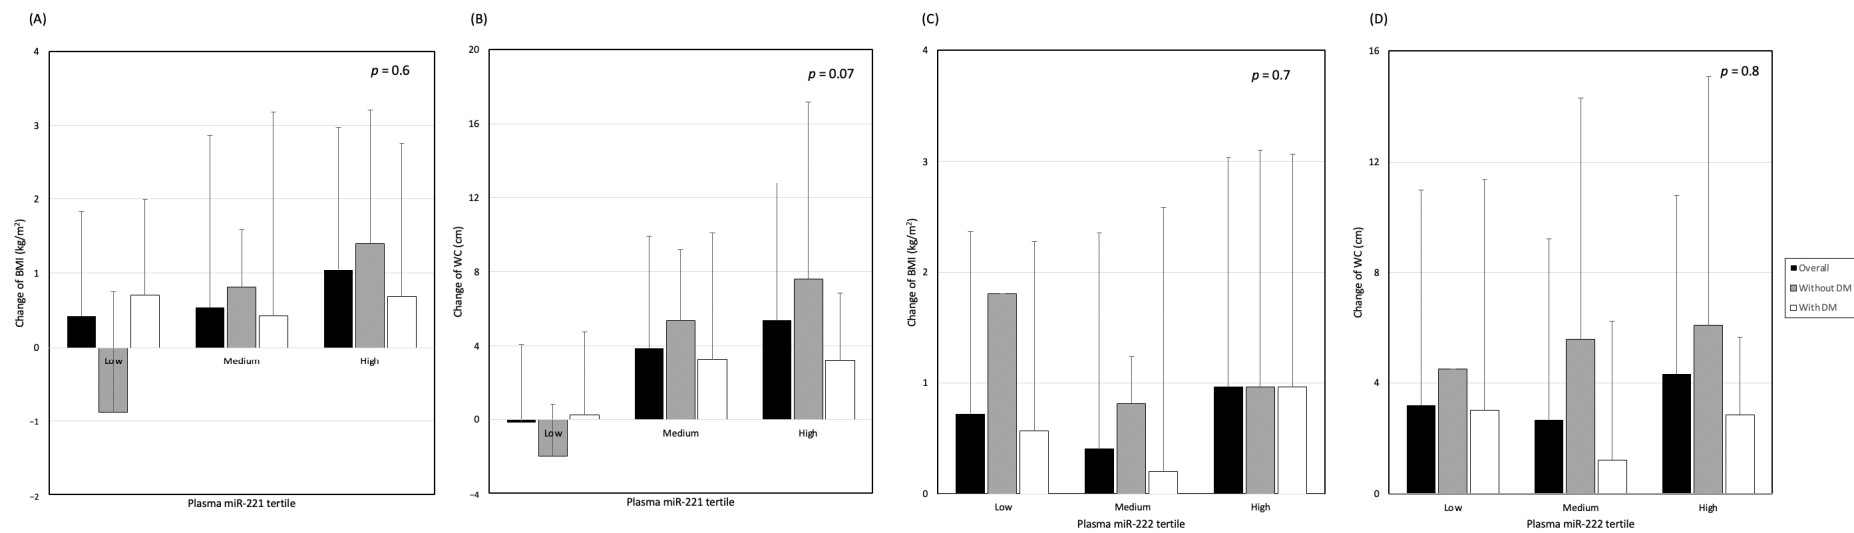 (A)
4
3
2
1
0
−1
−2
Change of BMI (kg/m²)
p = 0.6
Low
Medium
High
Plasma miR-221 tertile
(B)
20
16
12
8
4
0
−4
Change of WC (cm)
p = 0.07
Low
Medium
High
Plasma miR-221 tertile
(C)
4
3
2
1
0
Change of BMI (kg/m²)
p = 0.7
Low
Medium
High
Plasma miR-222 tertile
(D)
16
12
8
4
0
Change of WC (cm)
p = 0.8
Low
Medium
High
Plasma miR-222 tertile
Overall
Without DM
With DM